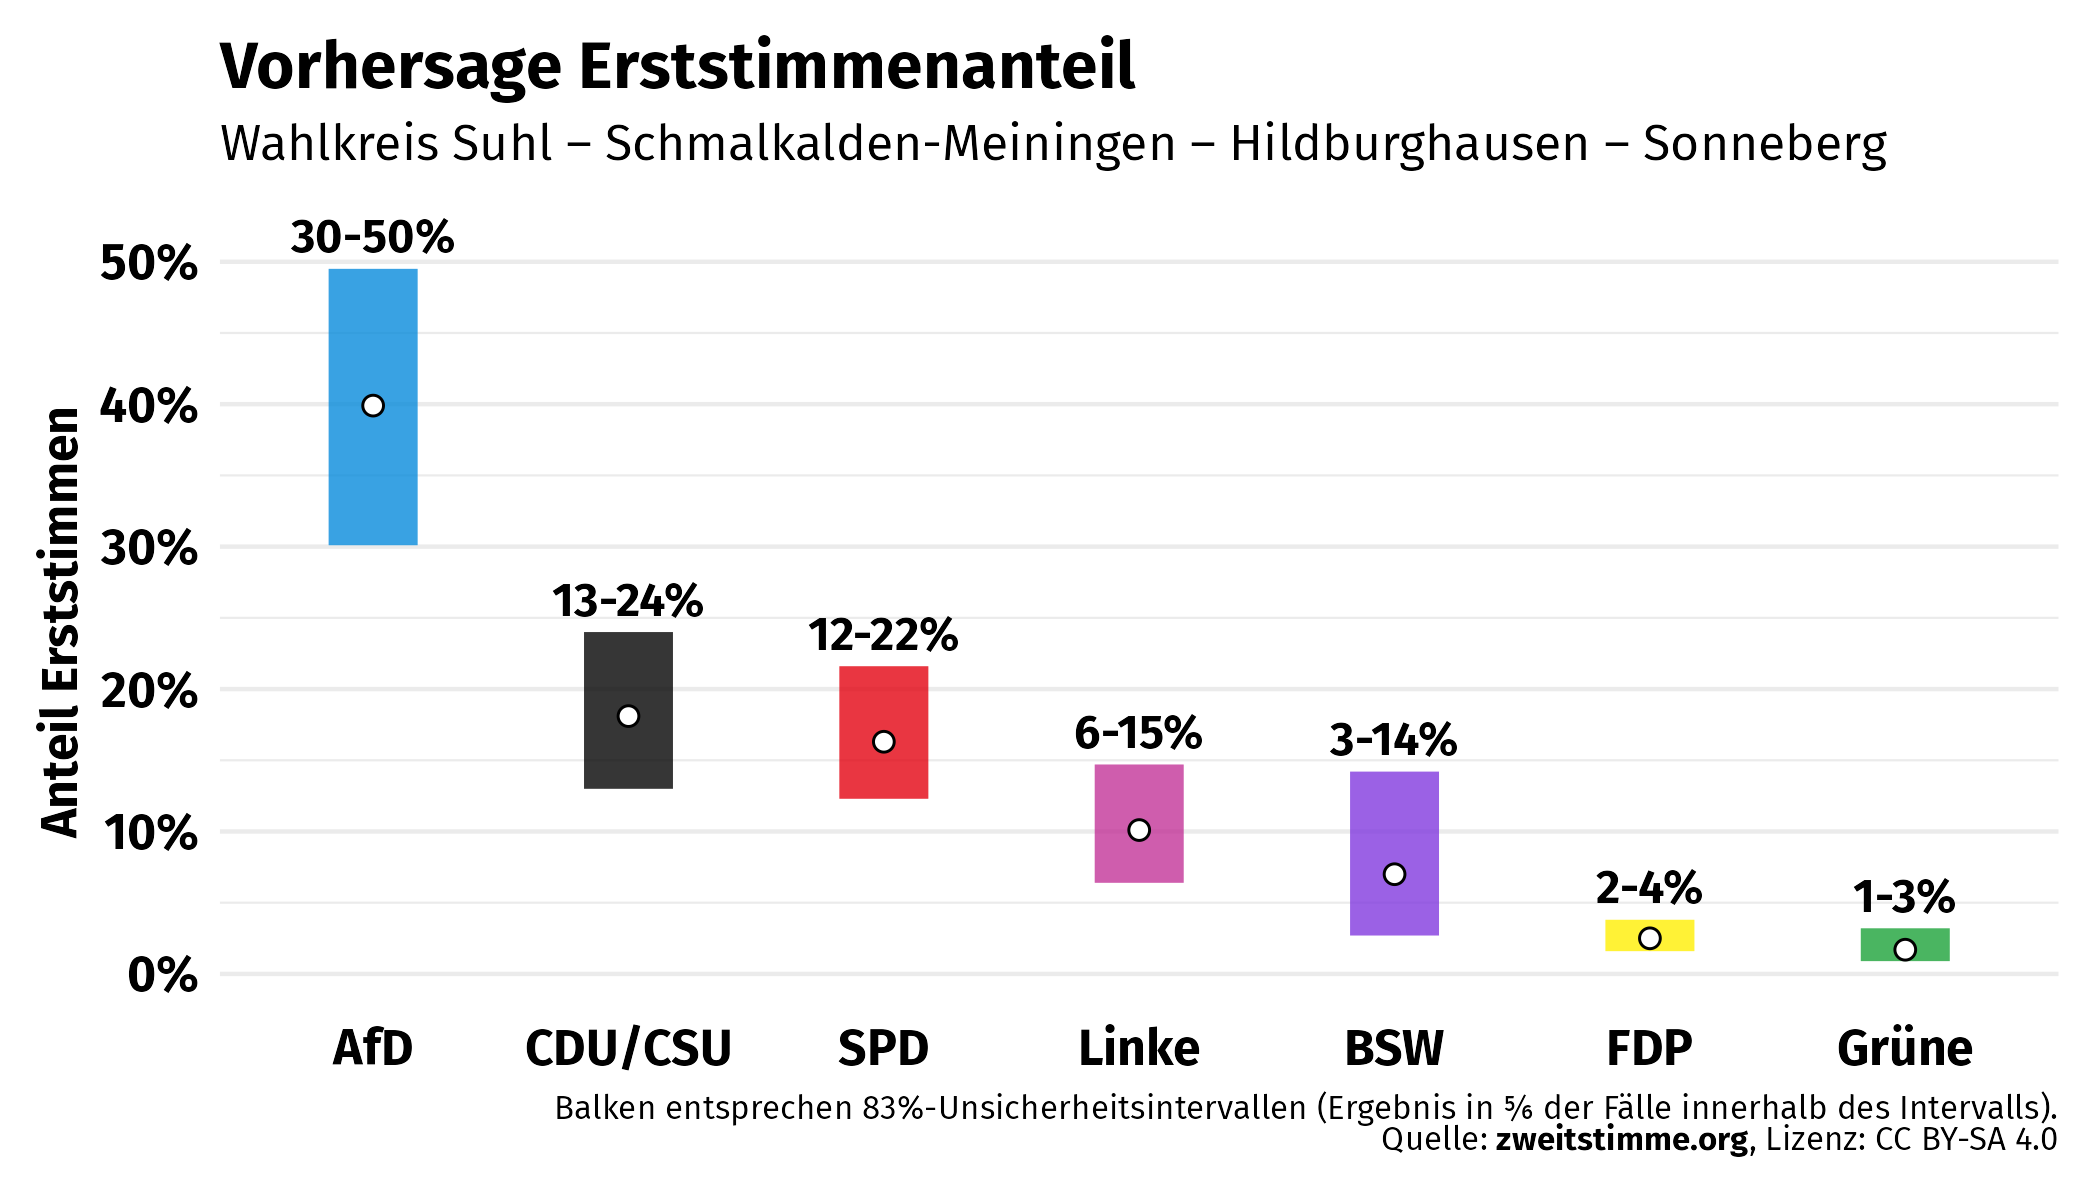 Vorhersage Erststimmenanteil
Wahlkreis Suhl – Schmalkalden-Meiningen – Hildburghausen – Sonneberg
Anteil Erststimmen
50%
40%
30%
20%
10%
0%
30-50%
13-24%
12-22%
6-15%
3-14%
2-4%
1-3%
AfD CDU/CSU SPD Linke BSW FDP Grüne
Balken entsprechen 83%-Unsicherheitsintervallen (Ergebnis in ⅚ der Fälle innerhalb des Intervalls).
Quelle: zweitstimme.org, Lizenz: CC BY-SA 4.0